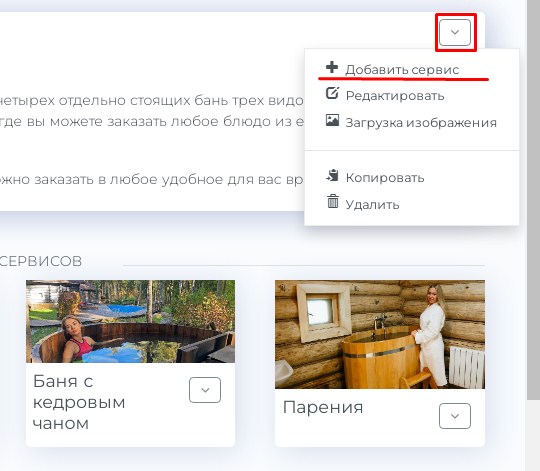 Добавить сервис
Редактировать
четырех отдельно стоящих бань трех видо
где вы можете заказать любое блюдо из е
Загрузка изображения
Копировать
жно заказать в любое удобное для вас вр
Удалить
СЕРВИСОВ
Баня с
кедровым
чаном
Парения